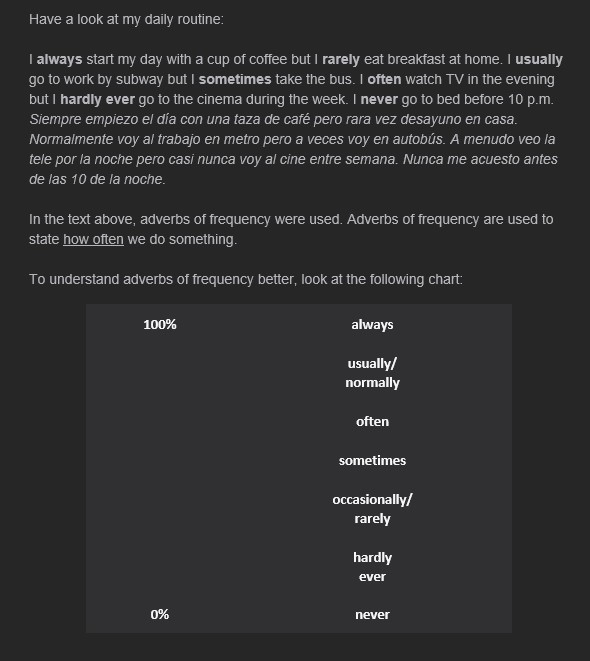 Have a look at my daily routine:
I always start my day with a cup of coffee but I rarely eat breakfast at home. I usually
go to work by subway but I sometimes take the bus. I often watch TV in the evening
but I hardly ever go to the cinema during the week. I never go to bed before 10 p.m.
Siempre empiezo el día con una taza de café pero rara vez desayuno en casa.
Normalmente voy al trabajo en metro pero a veces voy en autobús. A menudo veo la
tele por la noche pero casi nunca voy al cine entre semana. Nunca me acuesto antes
de las 10 de la noche.
In the text above, adverbs of frequency were used. Adverbs of frequency are used to
state how often we do something.
To understand adverbs of frequency better, look at the following chart:
100% always
usually/
normally
often
sometimes
occasionally/
rarely
hardly
ever
0% never